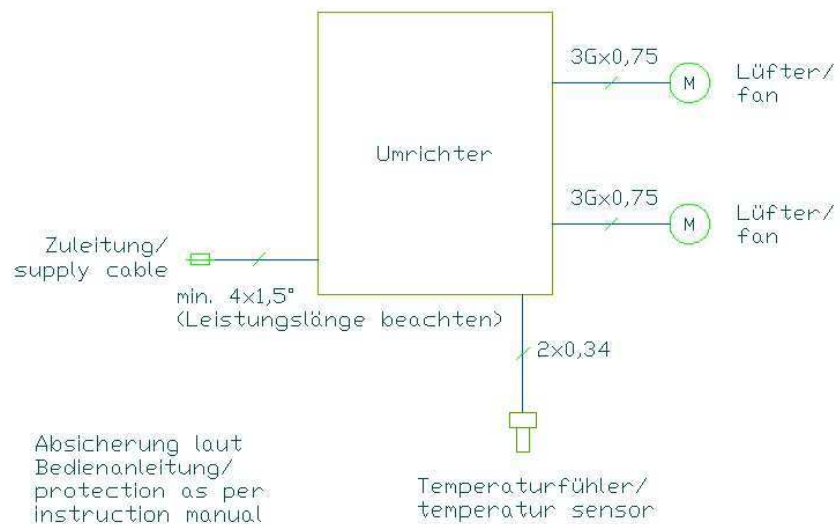 3Gx0,75
M
Lüfter/
fan
Umrichter
3Gx0,75
M
Lüfter/
fan
Zuleitung/
supply cable
min. 4x1,5°
(Leistungslänge beachten)
2x0,34
Absicherung laut
Bedienanleitung/
protection as per
instruction manual
Temperaturfühler/
temperatur sensor